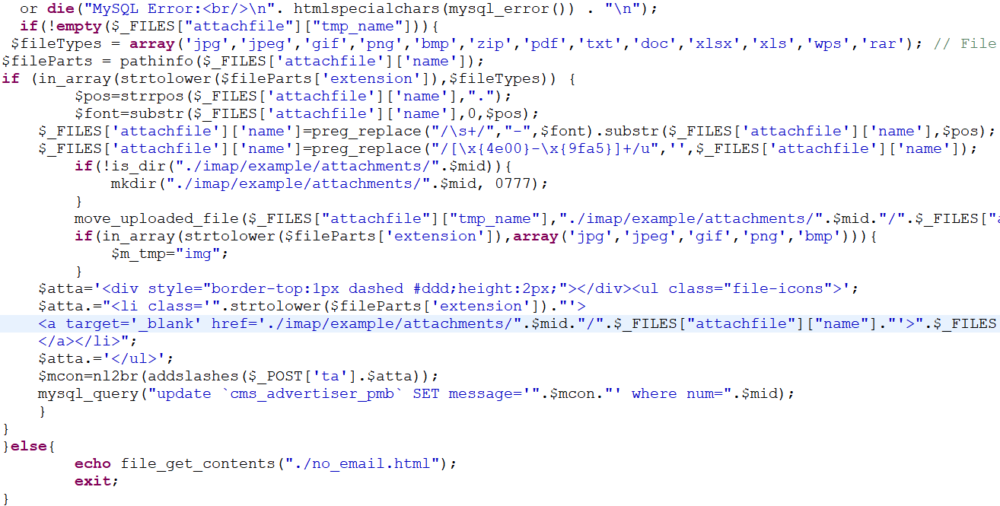 or die("MySQL Error:<br/>\n". htmlspecialchars(mysql_error()) . "\n");
if(!empty($_FILES["attachfile"]["tmp_name"])){
$fileTypes = array('jpg','jpeg','gif','png','bmp','zip','pdf','txt','doc','xlsx','xls','wps','rar'); // File
$fileParts = pathinfo($_FILES['attachfile']['name']);
if (in_array(strtolower($fileParts['extension']),$fileTypes)) {
$pos=strrpos($_FILES['attachfile']['name'],".");
$font=substr($_FILES['attachfile']['name'],0,$pos);
$_FILES['attachfile']['name']=preg_replace("/\s+/","-",$font).substr($_FILES['attachfile']['name'],$pos);
$_FILES['attachfile']['name']=preg_replace("/[\x{4e00}-\x{9fa5}]+/u",'',$_FILES['attachfile']['name']);
if(!is_dir("./imap/example/attachments/".$mid)){
mkdir("./imap/example/attachments/".$mid, 0777);
}
move_uploaded_file($_FILES["attachfile"]["tmp_name"],"./imap/example/attachments/".$mid."/".$_FILES["a
if(in_array(strtolower($fileParts['extension']),array('jpg','jpeg','gif','png','bmp'))){
$m_tmp="img";
}
$atta='<div style="border-top:1px dashed #ddd;height:2px;"></div><ul class="file-icons">';
$atta.="<li class='".strtolower($fileParts['extension'])."'>
<a target='_blank' href='./imap/example/attachments/".$mid."/".$_FILES["attachfile"]["name"]."'>".$_FILES
</a></li>";
$atta.='</ul>';
$mcon=nl2br(addslashes($_POST['ta'].$atta));
mysql_query("update `cms_advertiser_pmb` SET message='".$mcon."' where num=".$mid);
}
}
}else{
echo file_get_contents("./no_email.html");
exit;
}